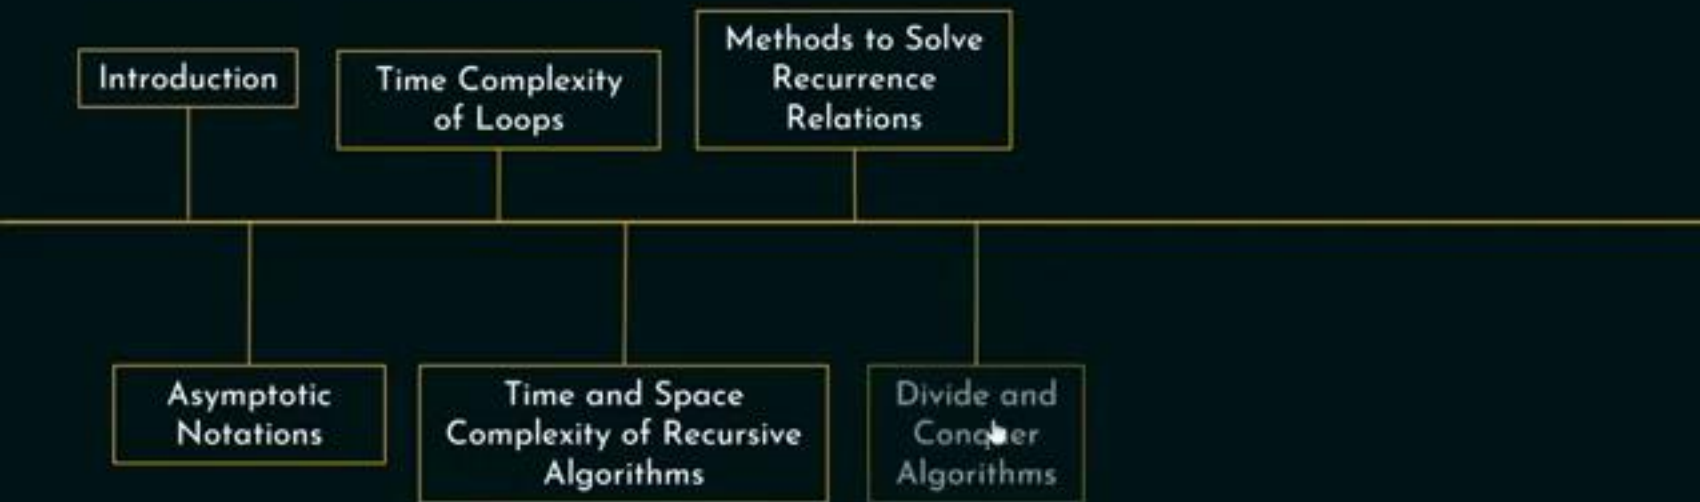 Introduction
Time Complexity
of Loops
Methods to Solve
Recurrence
Relations
Asymptotic
Notations
Time and Space
Complexity of Recursive
Algorithms
Divide and
Conquer
Algorithms